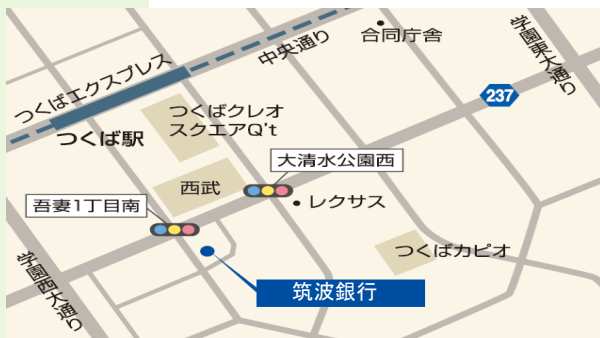 合同庁舎
学園東大通り
中央通り
237
つくばエクスプレス
つくば駅
つくばクレオ
スクエアQ't
大清水公園西
西武
レクサス
吾妻1丁目南
つくばカピオ
学園西大通り
筑波銀行